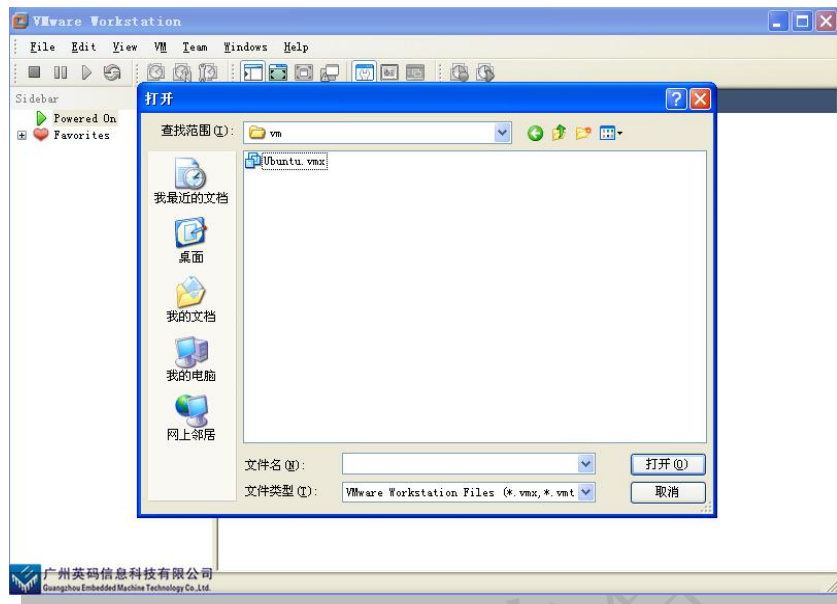 VMware Workstation
File Edit View VM Team Windows Help
Sidebar
Powered On
Favorites
打开
查找范围(I):
vm
Ubuntu.vmx
我最近的文档
桌面
我的文档
我的电脑
网上邻居
文件名(N):
打开(O)
文件类型(T):
VMware Workstation Files (*.vmx,*.vmt
取消
广州英码信息科技有限公司
Guangzhou Embedded Machine Technology Co.,Ltd.